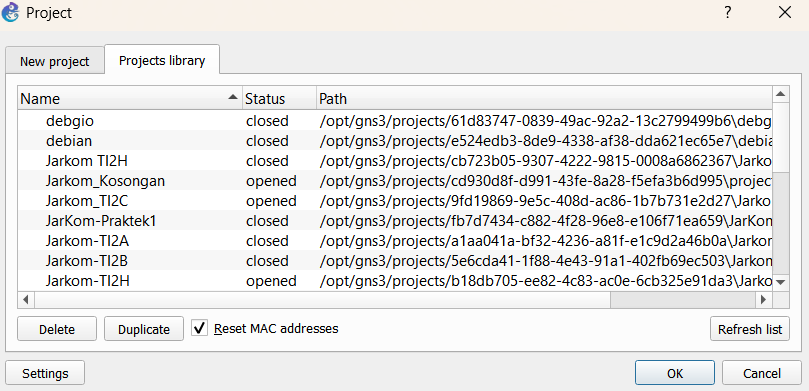 Project ?
New project Projects library
Name Status Path
debgio closed /opt/gns3/projects/61d83747-0839-49ac-92a2-13c2799499b6\debg
debian closed /opt/gns3/projects/e524edb3-8de9-4338-af38-dda621ec65e7\debia
Jarkom TI2H closed /opt/gns3/projects/cb723b05-9307-4222-9815-0008a6862367\Jarko
Jarkom_Kosongan opened /opt/gns3/projects/cd930d8f-d991-43fe-8a28-f5efa3b6d995\project
Jarkom_TI2C opened /opt/gns3/projects/9fd19869-9e5c-408d-ac86-1b7b731e2d27\Jarko
JarKom-Praktek1 closed /opt/gns3/projects/fb7d7434-c882-4f28-96e8-e106f71ea659\JarKon
Jarkom-TI2A closed /opt/gns3/projects/a1aa041a-bf32-4236-a81f-e1c9d2a46b0a\Jarko
Jarkom-TI2B closed /opt/gns3/projects/5e6cda41-1f88-4e43-91a1-402fb69ec503\Jarkor
Jarkom-TI2H opened /opt/gns3/projects/b18db705-ee82-4c83-ac0e-6cb325e91da3\Jarko
Delete Duplicate Reset MAC addresses Refresh list
Settings OK Cancel